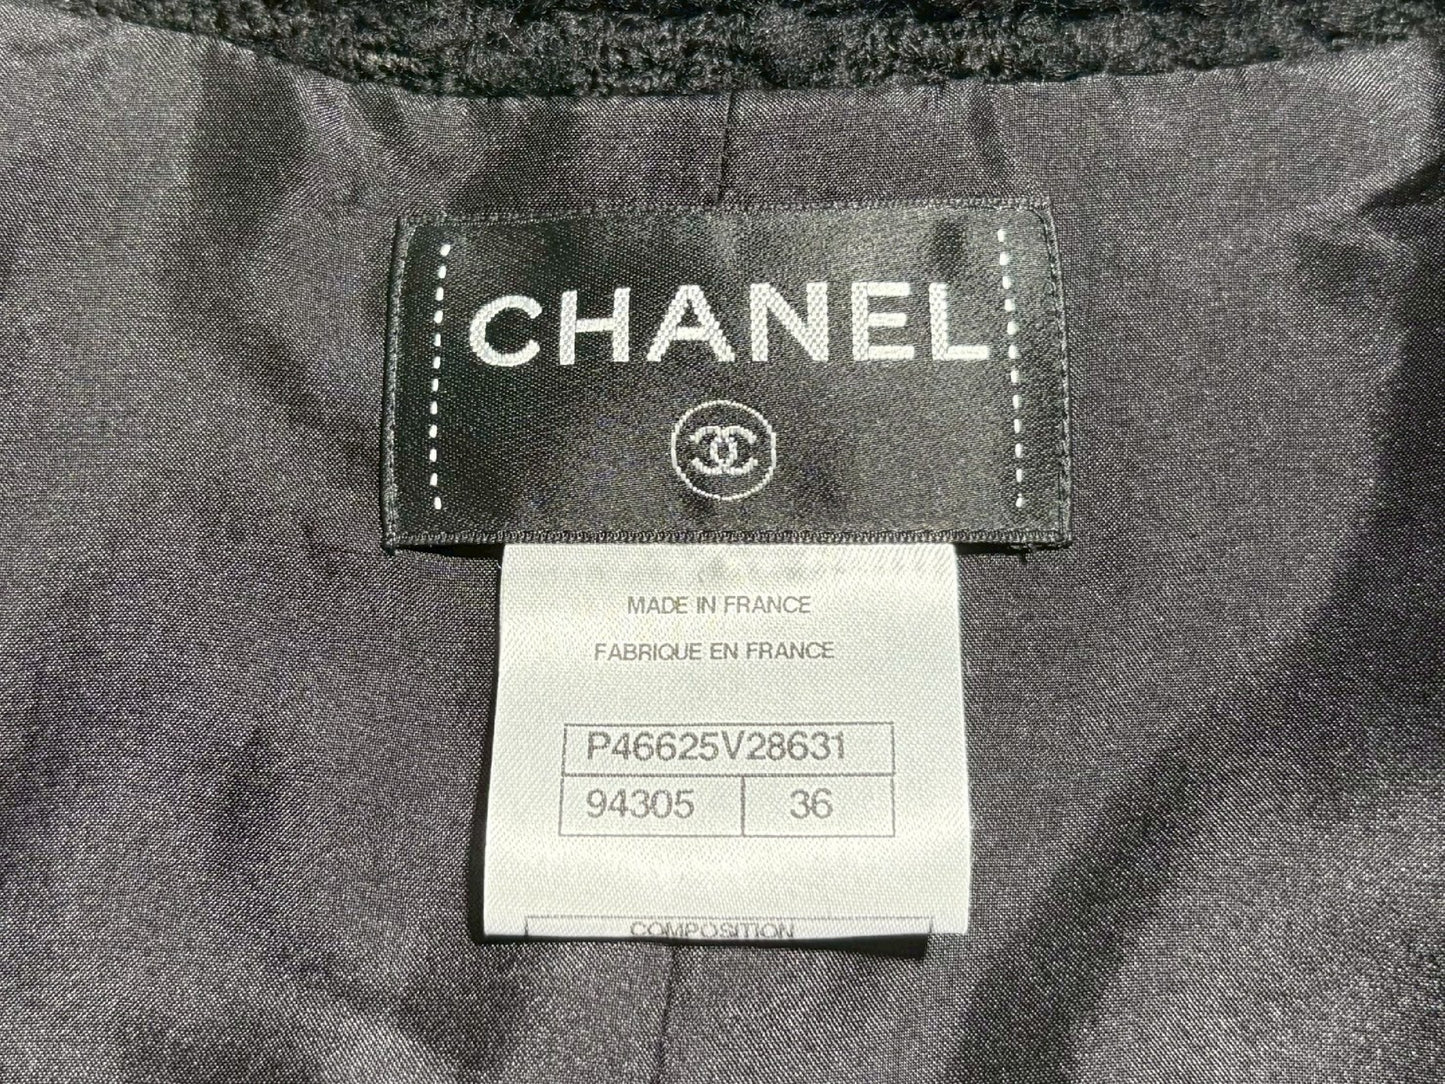 CHANEL
MADE IN FRANCE
FABRIQUE EN FRANCE
P46625V28631
94305 36
COMPOSITION